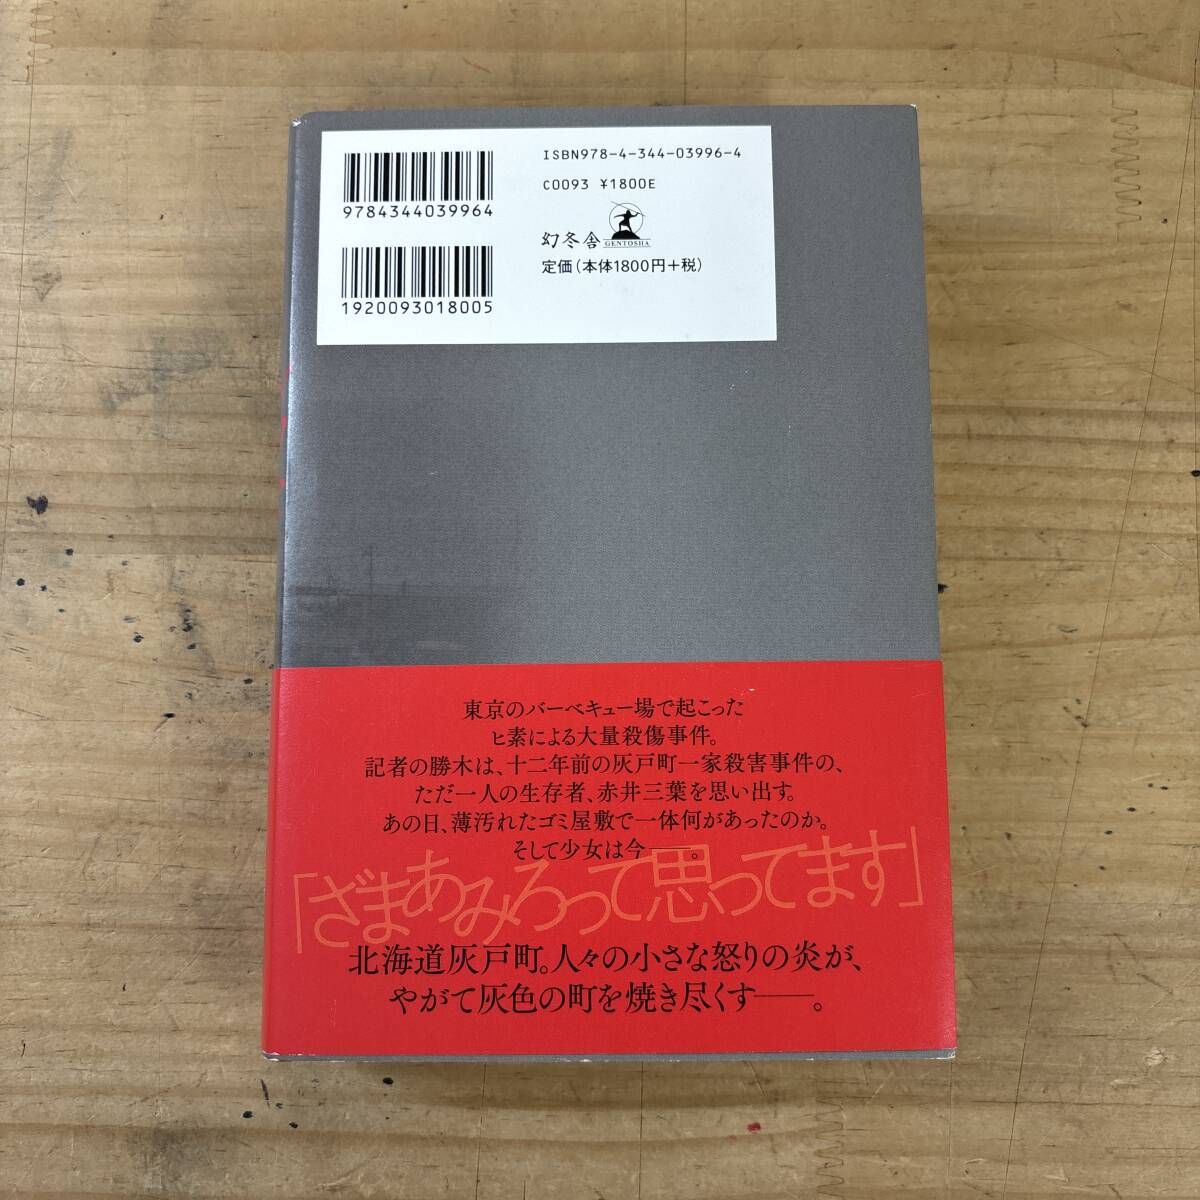 ISBN978-4-344-03996-4
C0093 ¥1800E
9784344039964
幻冬舎
GENTOSHA
定価(本体1800円+税)
1920093018005
東京のバーベキュー場で起こった
ヒ素による大量殺傷事件。
記者の勝木は、十二年前の灰戸町一家殺害事件の、
ただ一人の生存者、赤井三葉を思い出す。
あの日、薄汚れたゴミ屋敷で一体何があったのか。
そして少女は今——。
「ざまあみろって思ってます」
北海道灰戸町。人々の小さな怒りの炎が、
やがて灰色の町を焼き尽くす——。